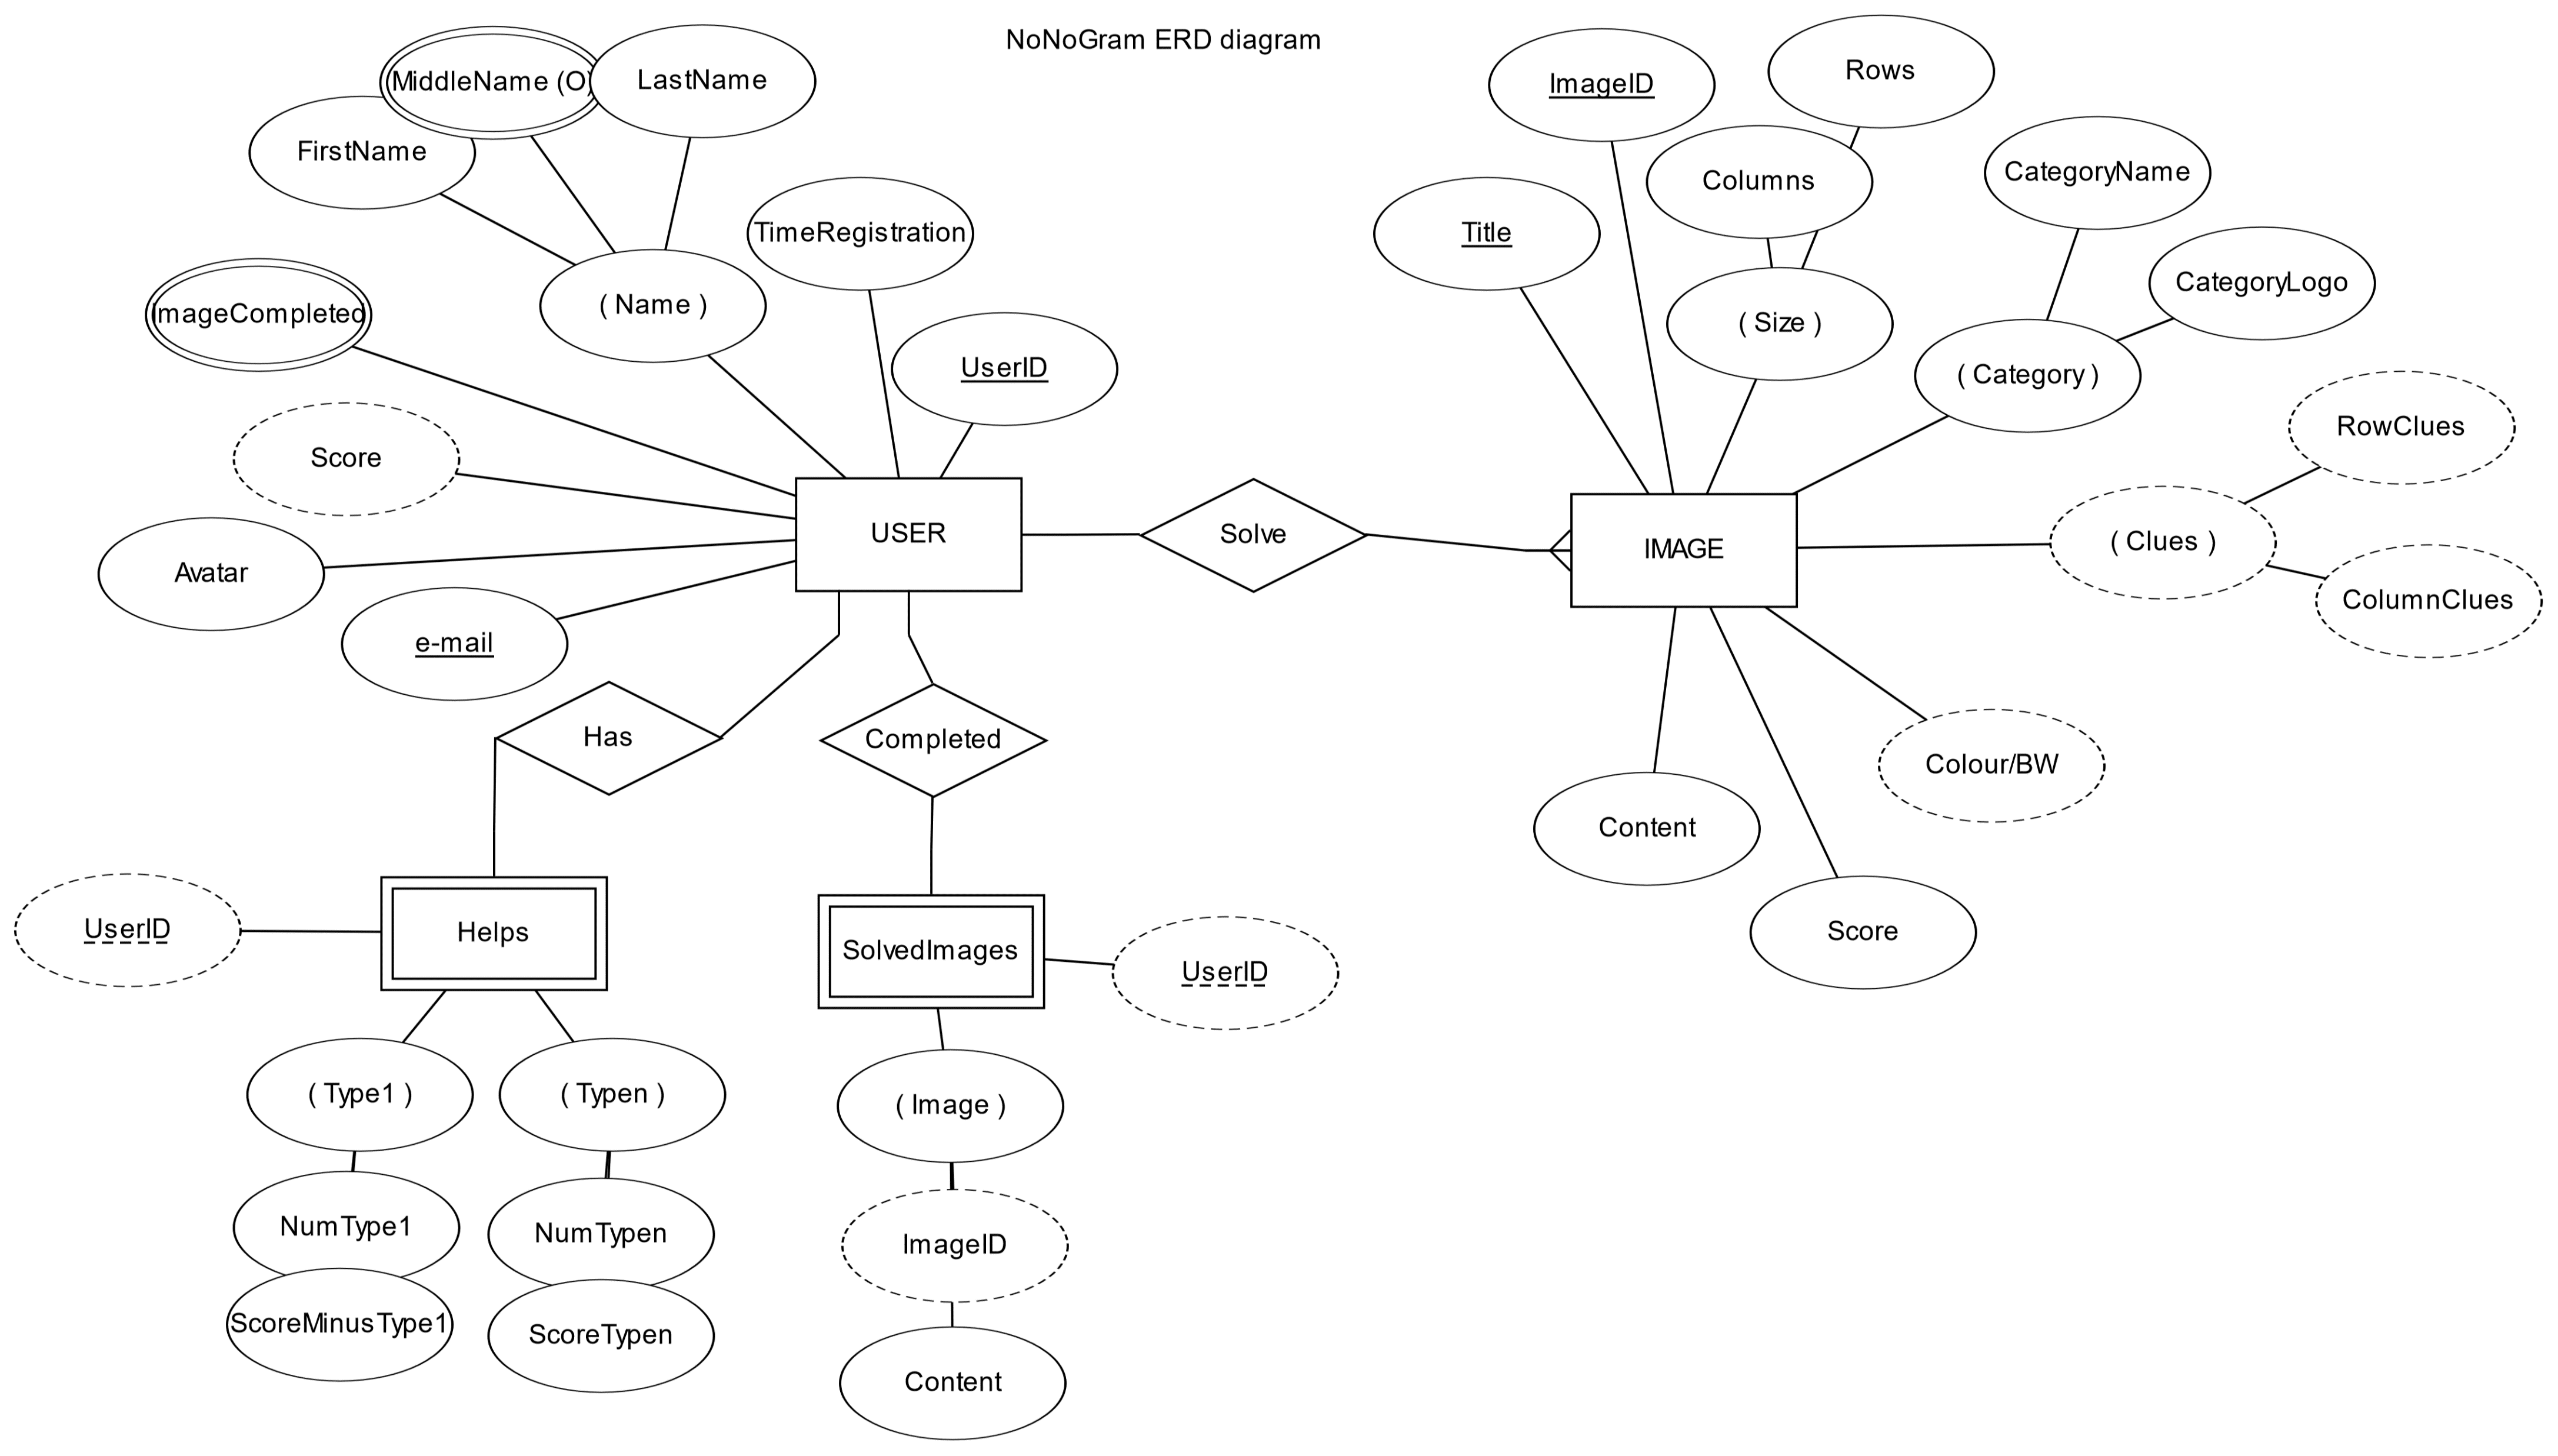 NoNoGram ERD diagram
MiddleName (O)
LastName
FirstName
TimeRegistration
( Name )
ImageCompleted
UserID
Score
Avatar
e-mail
USER
Solve
IMAGE
ImageID
Rows
Columns
Title
CategoryName
CategoryLogo
( Size )
( Category )
RowClues
( Clues )
ColumnClues
Colour/BW
Content
Score
Has
Completed
UserID
Helps
SolvedImages
UserID
( Type1 )
( Typen )
( Image )
NumType1
NumTypen
ImageID
ScoreMinusType1
ScoreTypen
Content